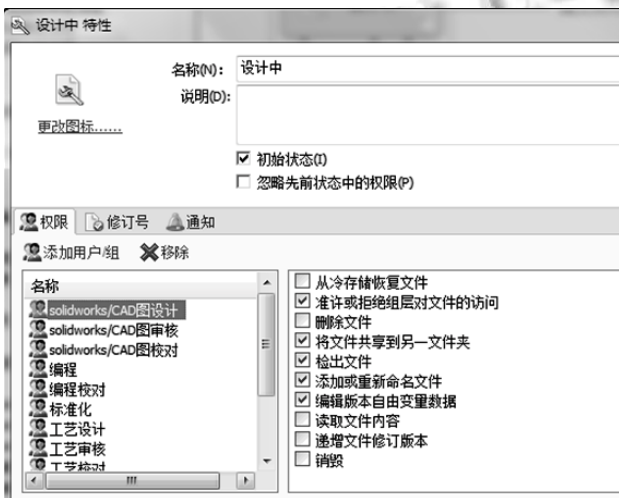 设计中 特性
名称(N): 设计中
说明(D):
更改图标......
初始状态(I)
忽略先前状态中的权限(P)
权限 修订号 通知
添加用户/组 移除
名称
solidworks/CAD图设计
solidworks/CAD图审核
solidworks/CAD图校对
编程
编程校对
标准化
工艺设计
工艺审核
工艺校对
从冷存储恢复文件
准许或拒绝组层对文件的访问
删除文件
将文件共享到另一文件夹
检出文件
添加或重新命名文件
编辑版本自由变量数据
读取文件内容
递增文件修订版本
销毁